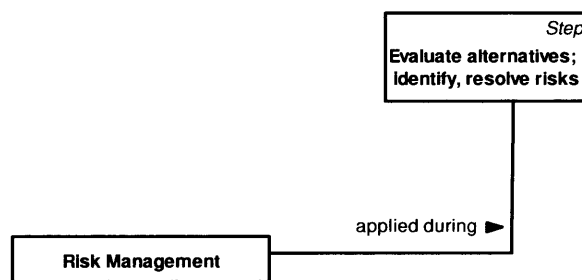 Step
Evaluate alternatives;
Identify, resolve risks
applied during
Risk Management